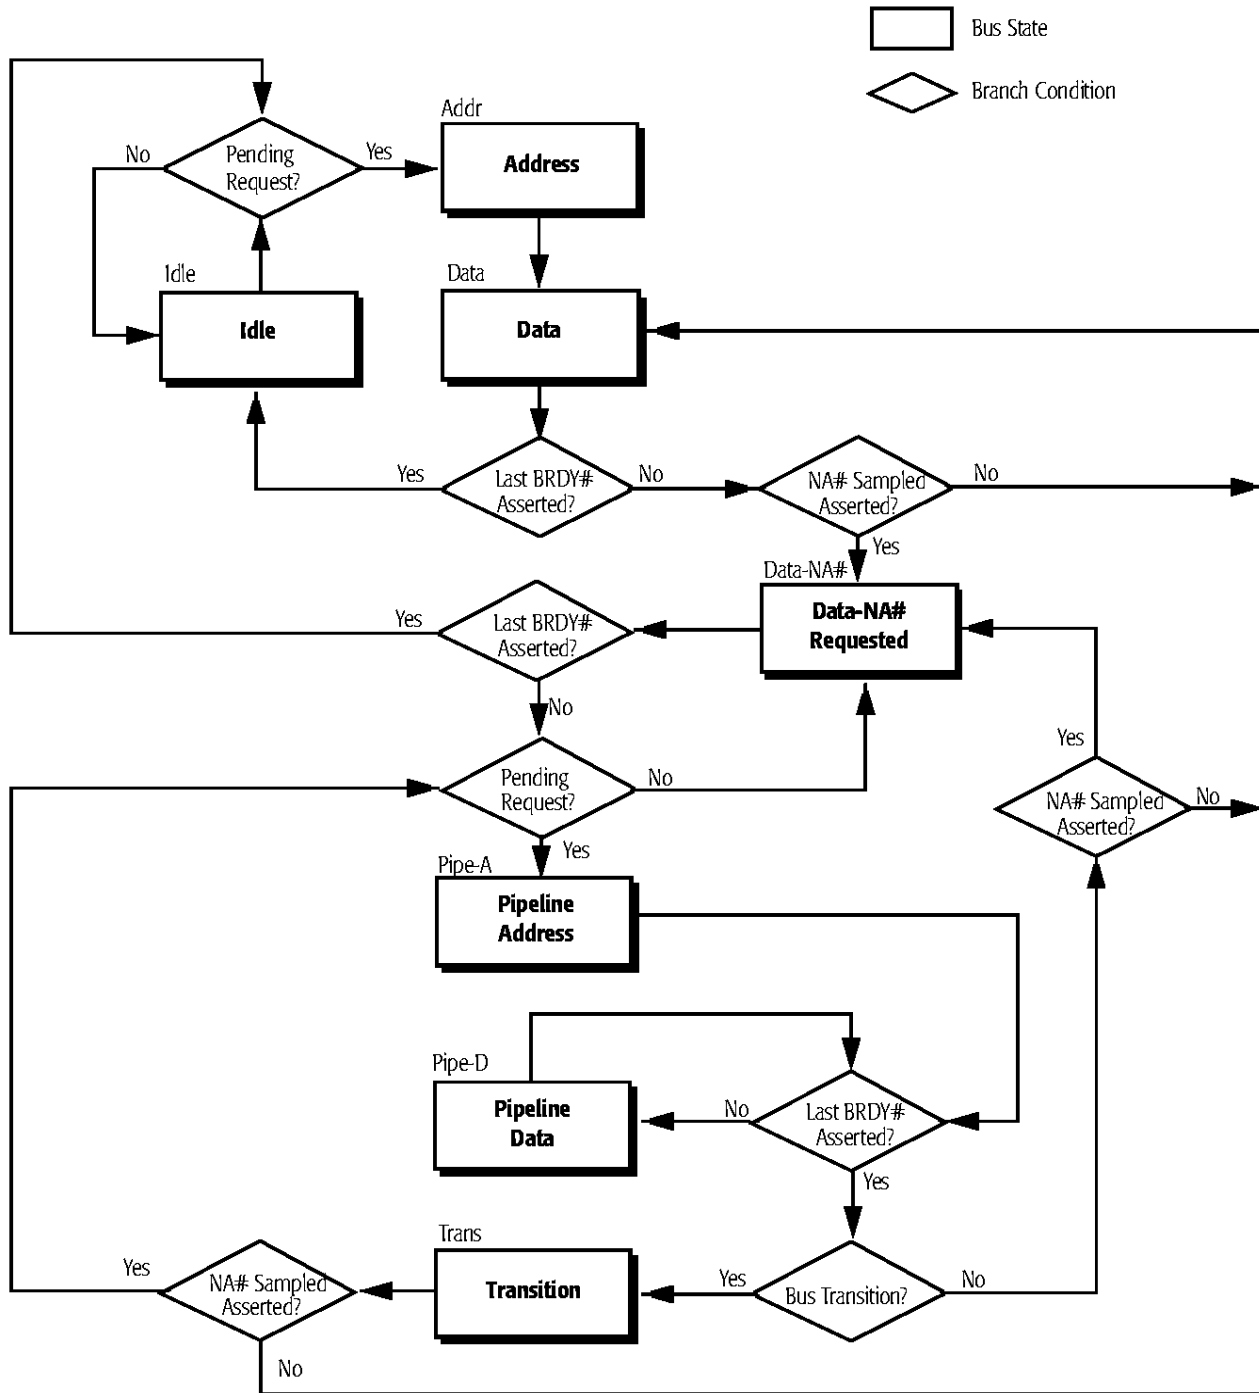 Bus State
Branch Condition
Addr
No
Pending
Request?
Yes
Address
Idle
Data
Idle
Data
Yes
Last BRDY#
Asserted?
No
NA# Sampled
Asserted?
No
Yes
Data-NA#
Yes
Last BRDY#
Asserted?
Data-NA#
Requested
No
Yes
Pending
Request?
No
NA# Sampled
Asserted?
No
Yes
Pipe-A
Pipeline
Address
Pipe-D
Pipeline
Data
No
Last BRDY#
Asserted?
Yes
Trans
Yes
NA# Sampled
Asserted?
Transition
Yes
Bus Transition?
No
No